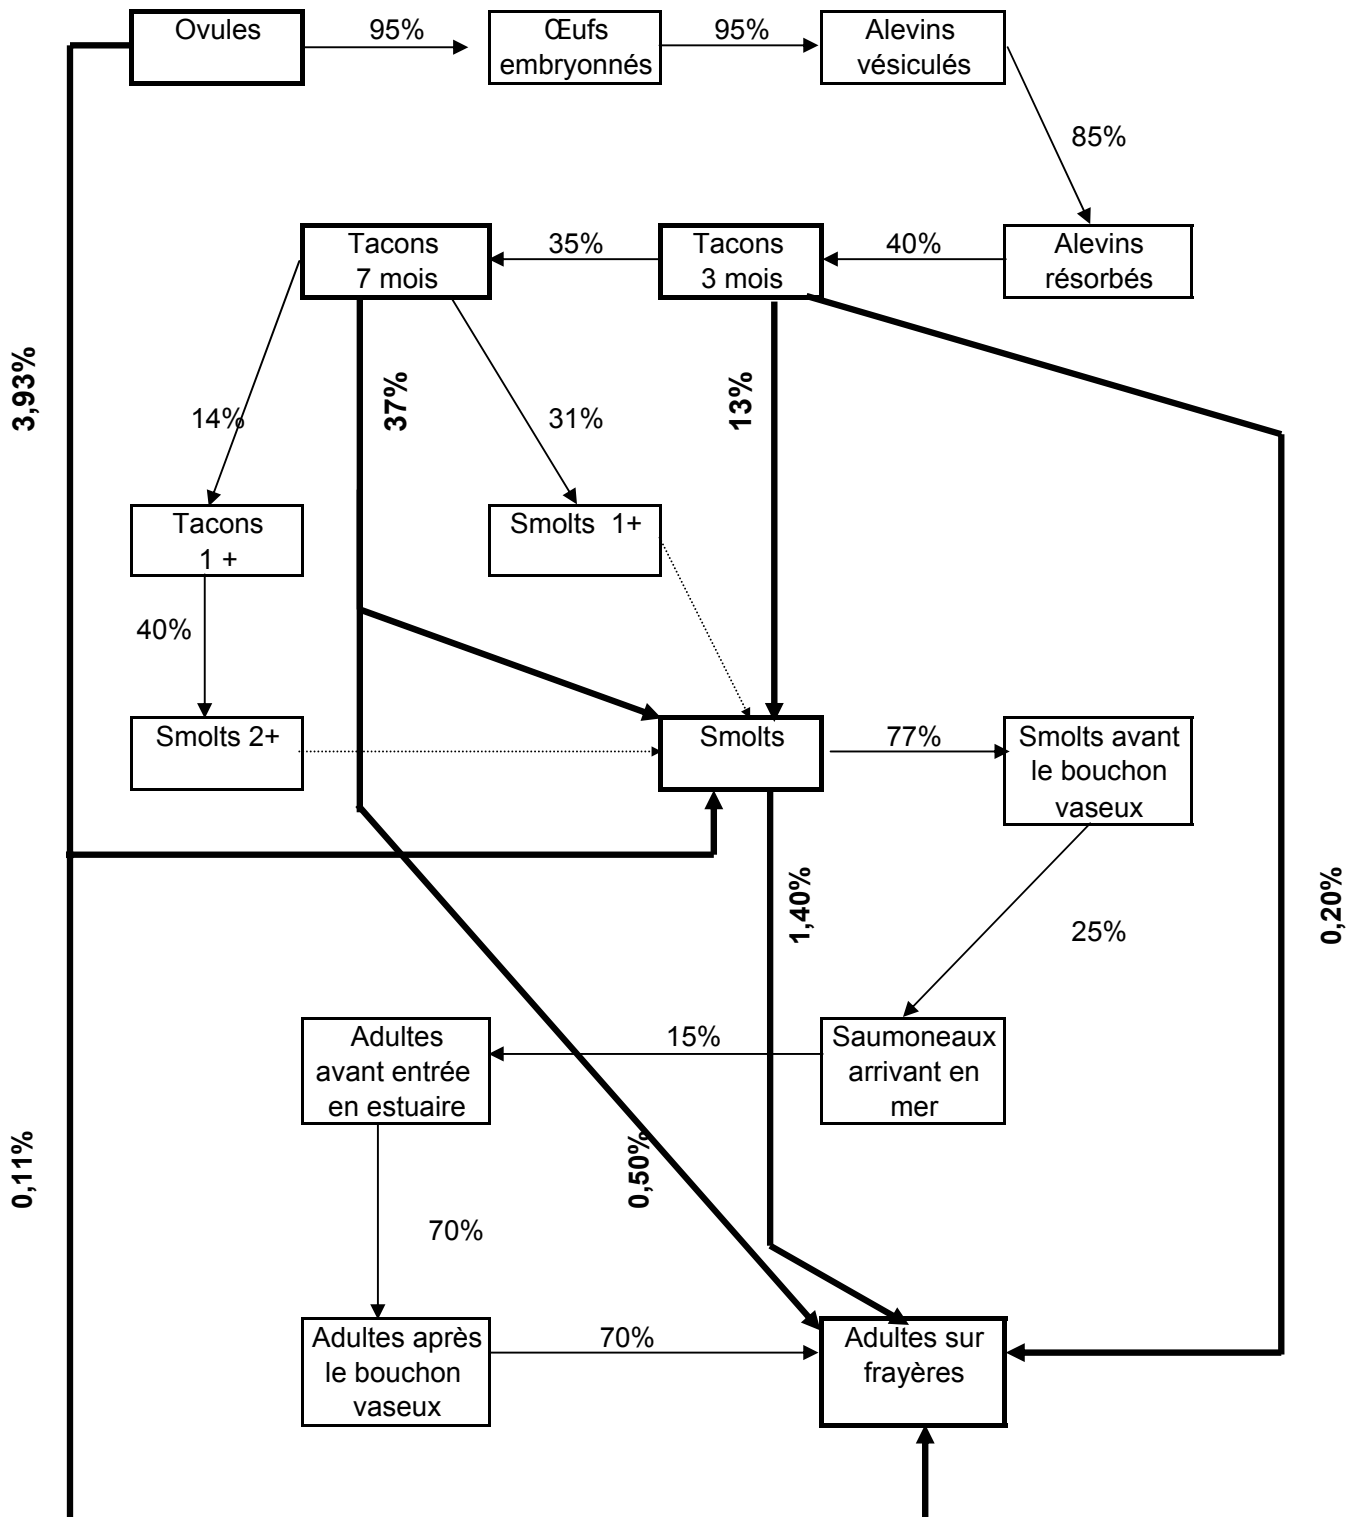 Ovules
95%
Œufs
embryonnés
95%
Alevins
vésiculés
85%
Tacons
7 mois
35%
Tacons
3 mois
40%
Alevins
résorbés
3,93%
14%
37%
31%
13%
Tacons
1 +
Smolts 1+
40%
Smolts 2+
Smolts
77%
Smolts avant
le bouchon
vaseux
1,40%
0,20%
25%
Adultes
avant entrée
en estuaire
15%
Saumoneaux
arrivant en
mer
0,11%
0,50%
70%
Adultes après
le bouchon
vaseux
70%
Adultes sur
frayères